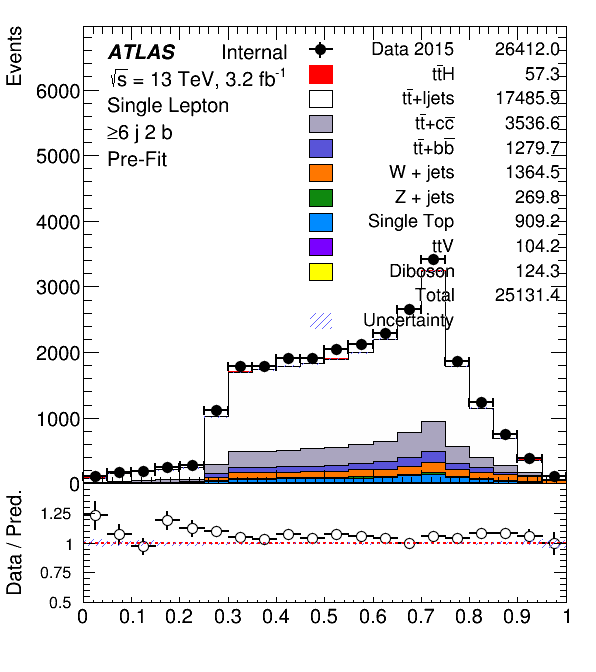 Events
ATLAS Internal
√s = 13 TeV, 3.2 fb⁻¹
Single Lepton
≥6 j 2 b
Pre-Fit
Data 2015 26412.0
tt̄H 57.3
tt̄+ljets 17485.9
tt̄+cc̄ 3536.6
tt̄+bb̄ 1279.7
W + jets 1364.5
Z + jets 269.8
Single Top 909.2
ttV 104.2
Diboson 124.3
Total 25131.4
Uncertainty
6000
5000
4000
3000
2000
1000
0
Data / Pred.
1.25
1
0.75
0.5
0 0.1 0.2 0.3 0.4 0.5 0.6 0.7 0.8 0.9 1